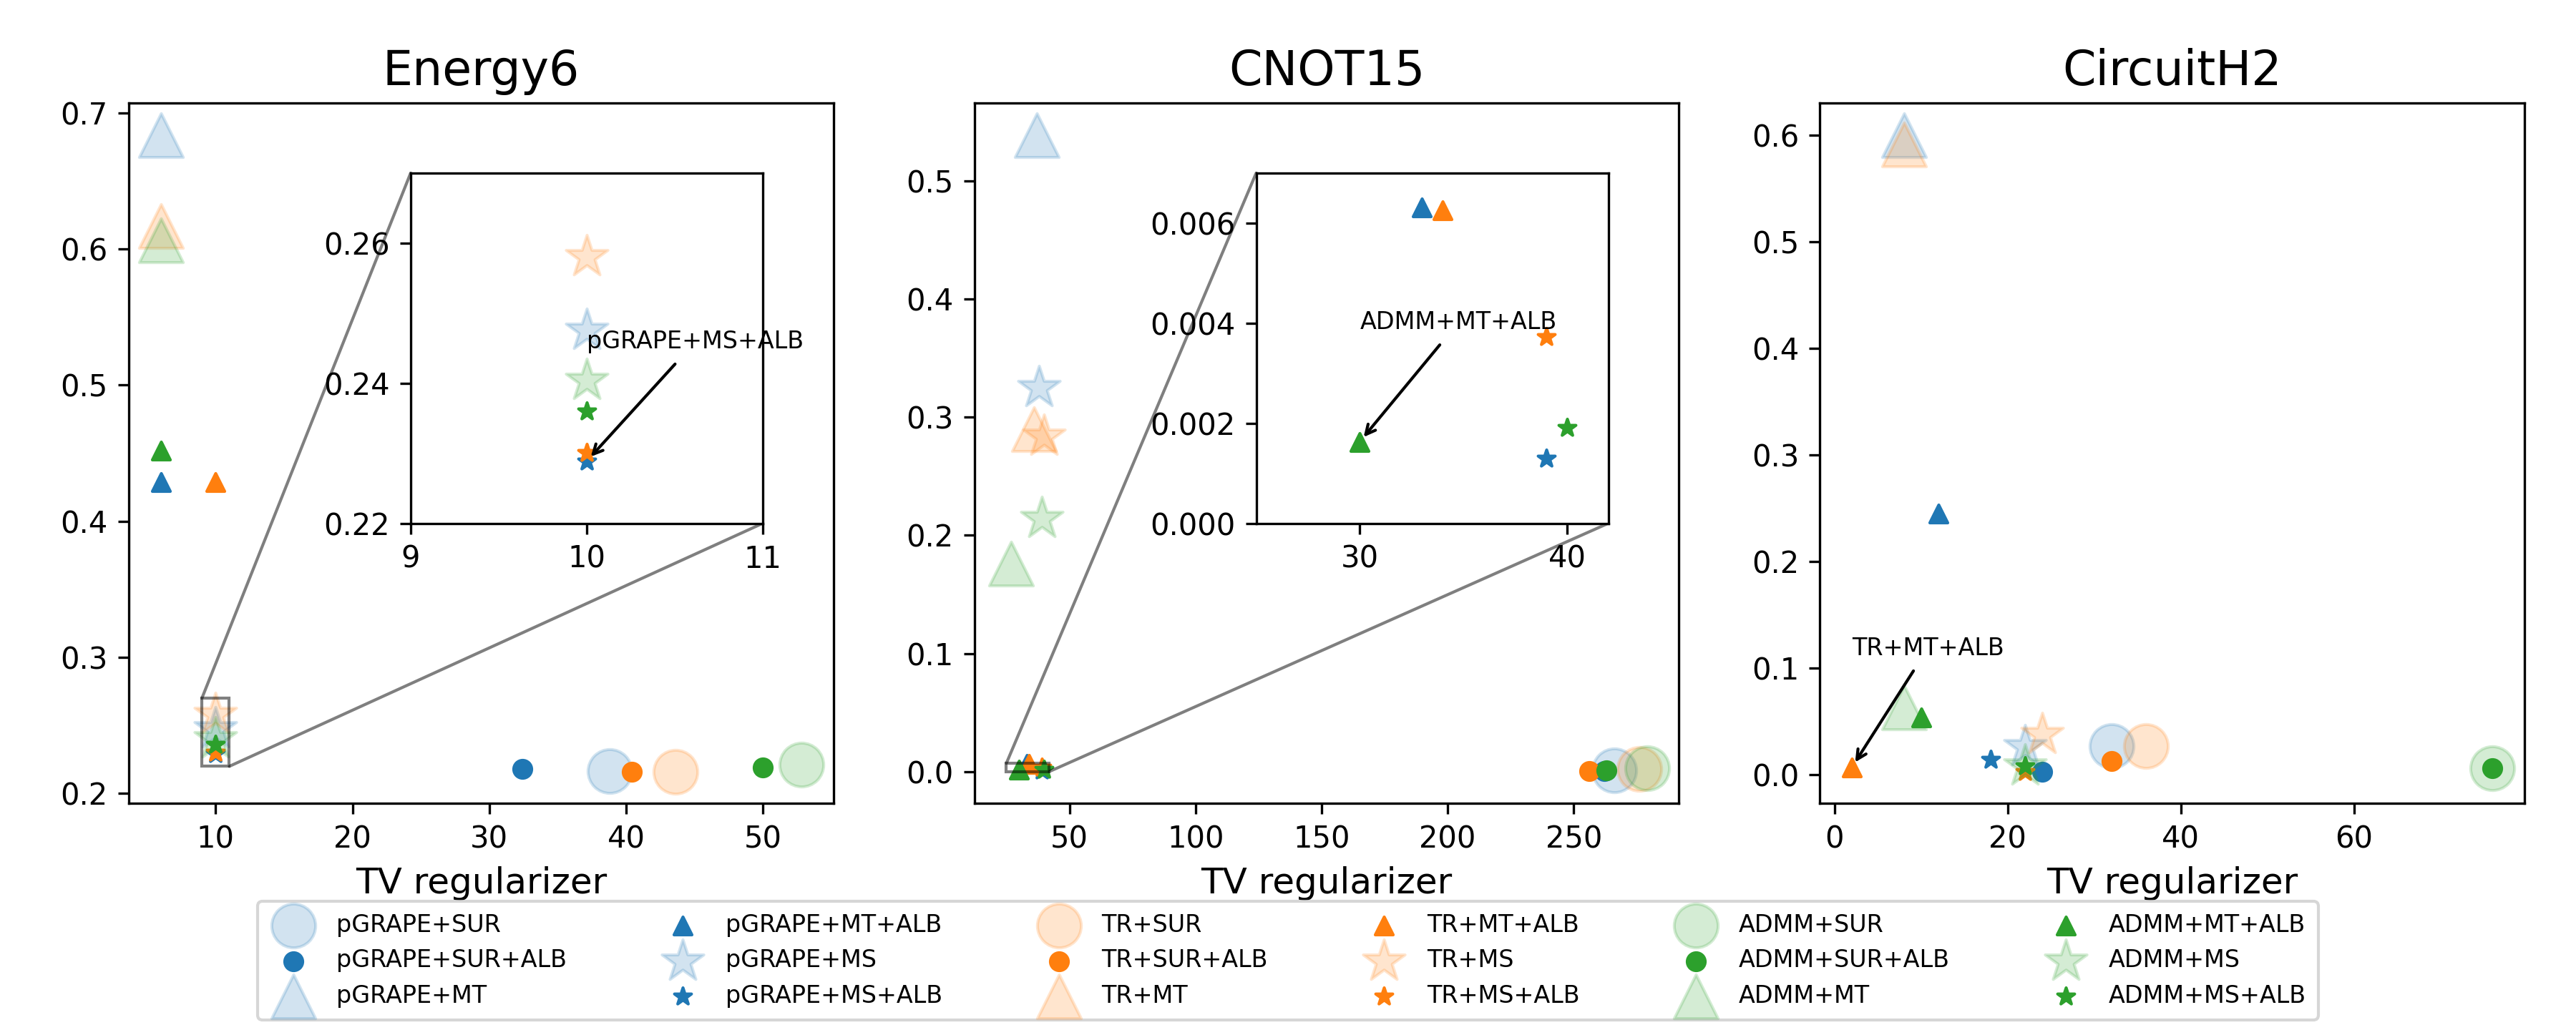 Energy6
CNOT15
CircuitH2
0.7
0.6
0.5
0.4
0.3
0.2
10
20
30
40
50
TV regularizer
0.26
0.24
0.22
9
10
11
pGRAPE+MS+ALB
0.5
0.4
0.3
0.2
0.1
0.0
50
100
150
200
250
TV regularizer
0.006
0.004
0.002
0.000
30
40
ADMM+MT+ALB
0.6
0.5
0.4
0.3
0.2
0.1
0.0
0
20
40
60
TV regularizer
TR+MT+ALB
pGRAPE+SUR
pGRAPE+SUR+ALB
pGRAPE+MT
pGRAPE+MT+ALB
pGRAPE+MS
pGRAPE+MS+ALB
TR+SUR
TR+SUR+ALB
TR+MT
TR+MT+ALB
TR+MS
TR+MS+ALB
ADMM+SUR
ADMM+SUR+ALB
ADMM+MT
ADMM+MT+ALB
ADMM+MS
ADMM+MS+ALB